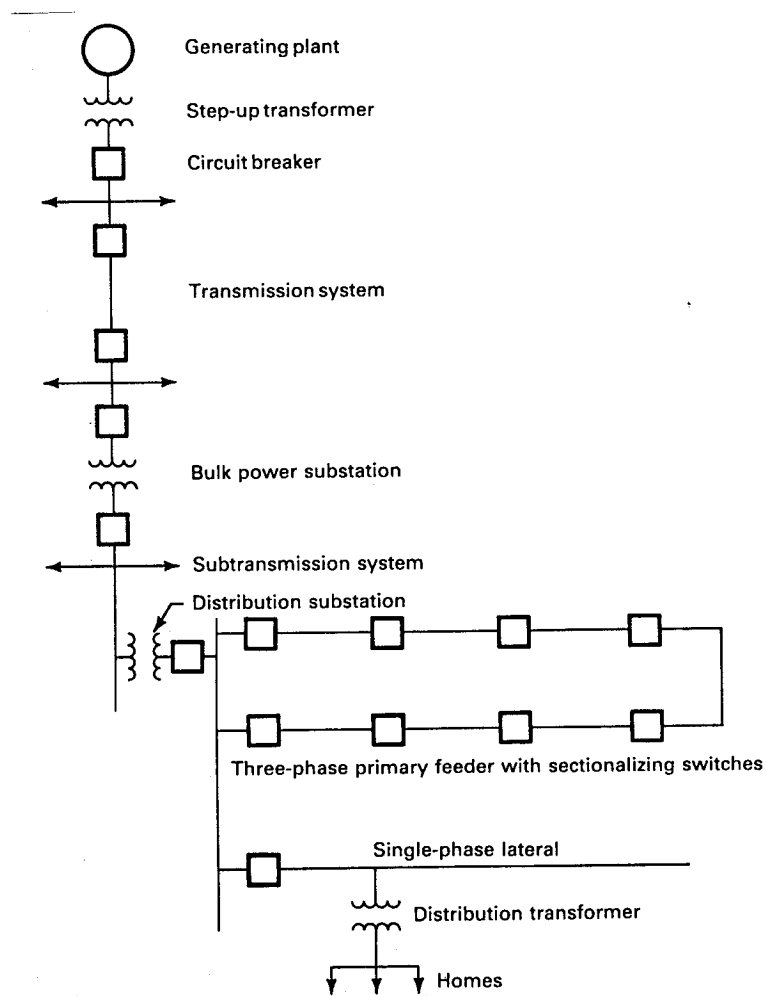 Generating plant
Step-up transformer
Circuit breaker
Transmission system
Bulk power substation
Subtransmission system
Distribution substation
Three-phase primary feeder with sectionalizing switches
Single-phase lateral
Distribution transformer
Homes